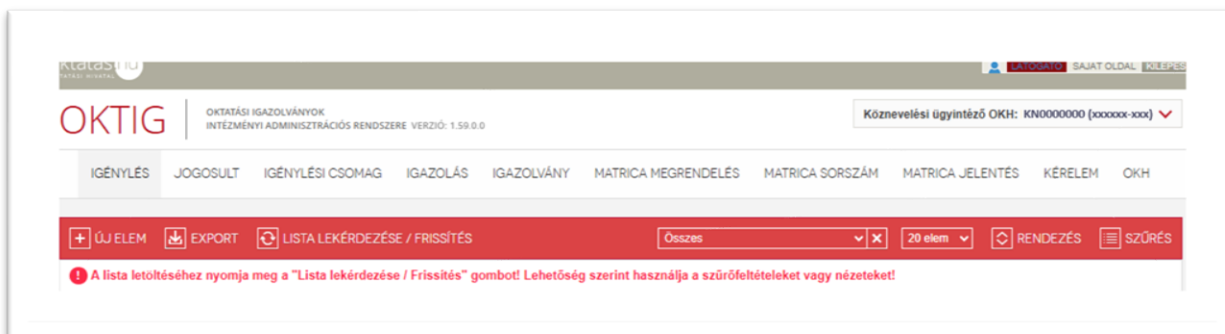 ktatas.hu
LÁTOGATÓ SAJÁT OLDAL KILÉPÉS
OKTIG
OKTATÁSI IGAZOLVÁNYOK
INTÉZMÉNYI ADMINISZTRÁCIÓS RENDSZERE VERZIÓ: 1.59.0.0
Köznevelési ügyintéző OKH: KN0000000 (xxxxxx-xxx)
IGÉNYLÉS JOGOSULT IGÉNYLÉSI CSOMAG IGAZOLÁS IGAZOLVÁNY MATRICA MEGRENDELÉS MATRICA SORSZÁM MATRICA JELENTÉS KÉRELEM OKH
ÚJ ELEM EXPORT LISTA LEKÉRDEZÉSE / FRISSÍTÉS Összes 20 elem RENDEZÉS SZŰRÉS
A lista letöltéséhez nyomja meg a "Lista lekérdezése / Frissítés" gombot! Lehetőség szerint használja a szűrőfeltételeket vagy nézeteket!